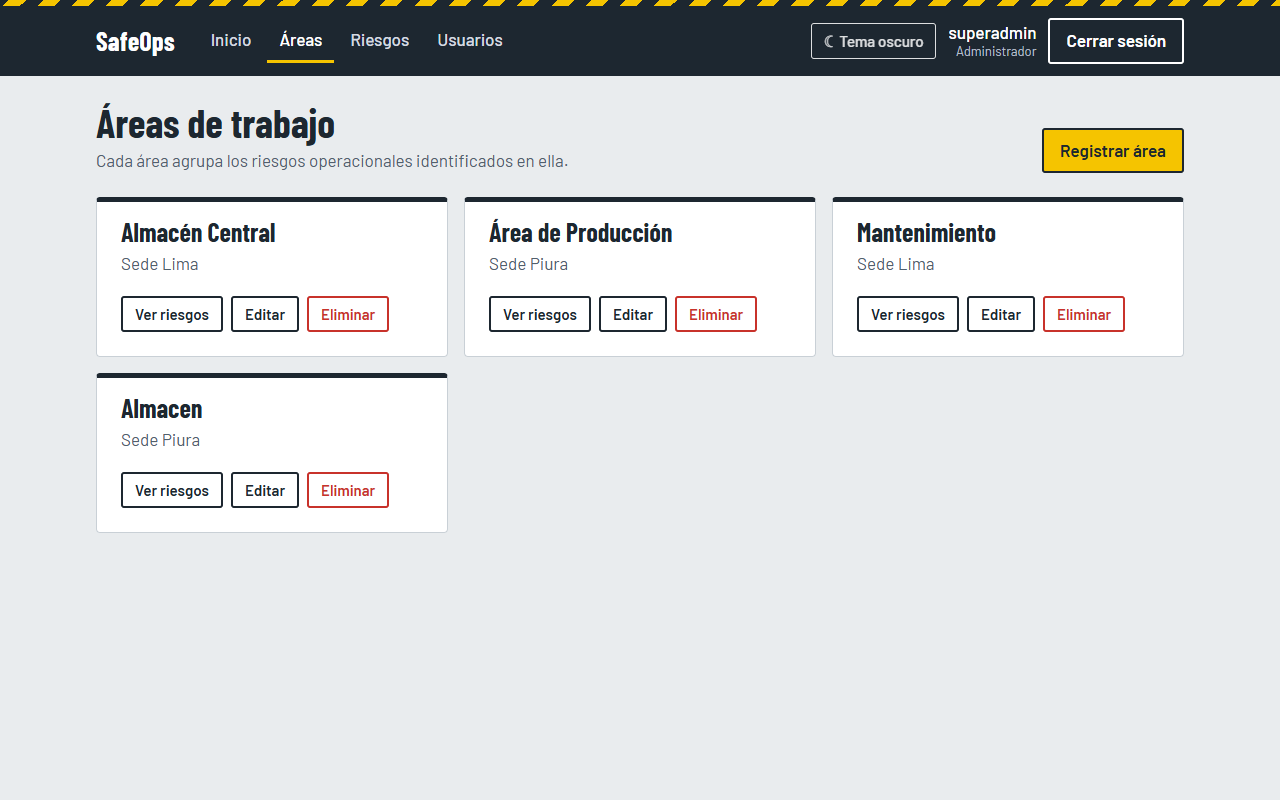 SafeOps Inicio Áreas Riesgos Usuarios ☾ Tema oscuro superadmin Administrador Cerrar sesión
Áreas de trabajo
Cada área agrupa los riesgos operacionales identificados en ella.
Registrar área
Almacén Central
Sede Lima
Ver riesgos Editar Eliminar
Área de Producción
Sede Piura
Ver riesgos Editar Eliminar
Mantenimiento
Sede Lima
Ver riesgos Editar Eliminar
Almacen
Sede Piura
Ver riesgos Editar Eliminar